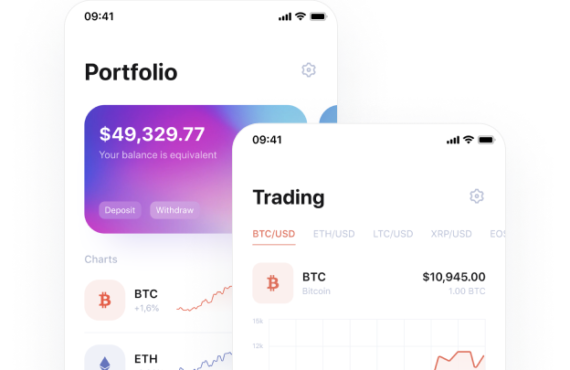 09:41
Portfolio
$49,329.77
Your balance is equivalent
Deposit
Withdraw
Charts
BTC
+1,6%
ETH
09:41
Trading
BTC/USD ETH/USD LTC/USD XRP/USD EOS
BTC
$10,945.00
Bitcoin
1.00 BTC
12k